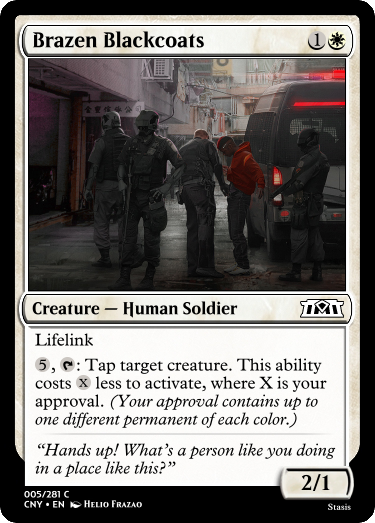 Brazen Blackcoats 1
Creature — Human Soldier
Lifelink
5, : Tap target creature. This ability
costs X less to activate, where X is your
approval. (Your approval contains up to
one different permanent of each color.)
“Hands up! What’s a person like you doing
in a place like this?”
2/1
005/281 C
CNY • EN Helio Frazao
Stasis